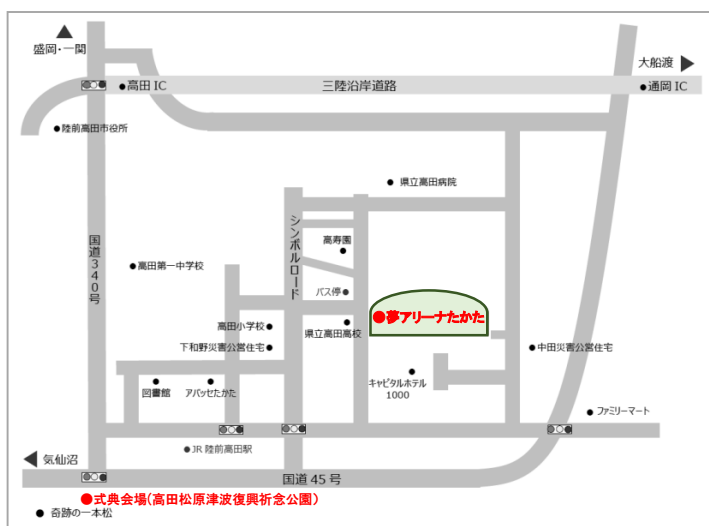 盛岡・一関
大船渡
●高田 IC
三陸沿岸道路
●通岡 IC
●陸前高田市役所
●県立高田病院
シンボルロード
国道340号
高寿園
●高田第一中学校
バス停●
●夢アリーナたかた
高田小学校●
県立高田高校
下和野災害公営住宅●
●中田災害公営住宅
図書館
アバッセたかた
キャピタルホテル
1000
●ファミリーマート
●JR 陸前高田駅
気仙沼
国道 45 号
●式典会場(高田松原津波復興祈念公園)
● 奇跡の一本松